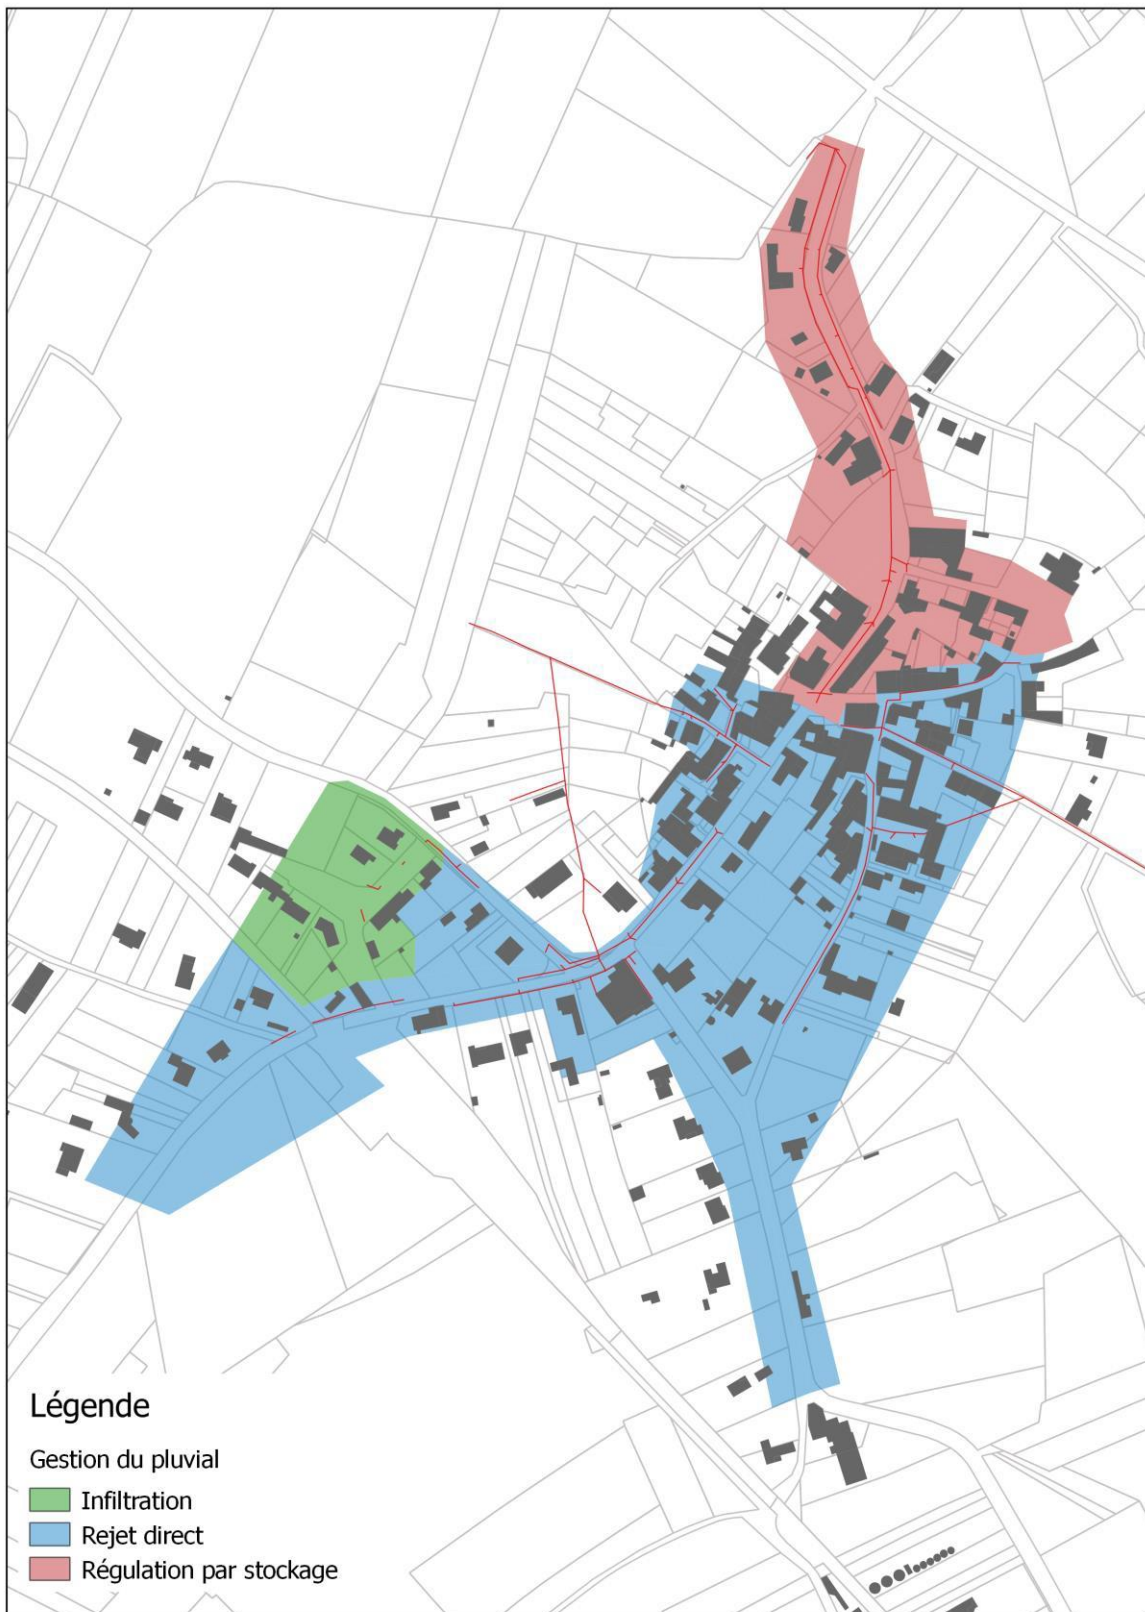 Légende
Gestion du pluvial
Infiltration
Rejet direct
Régulation par stockage